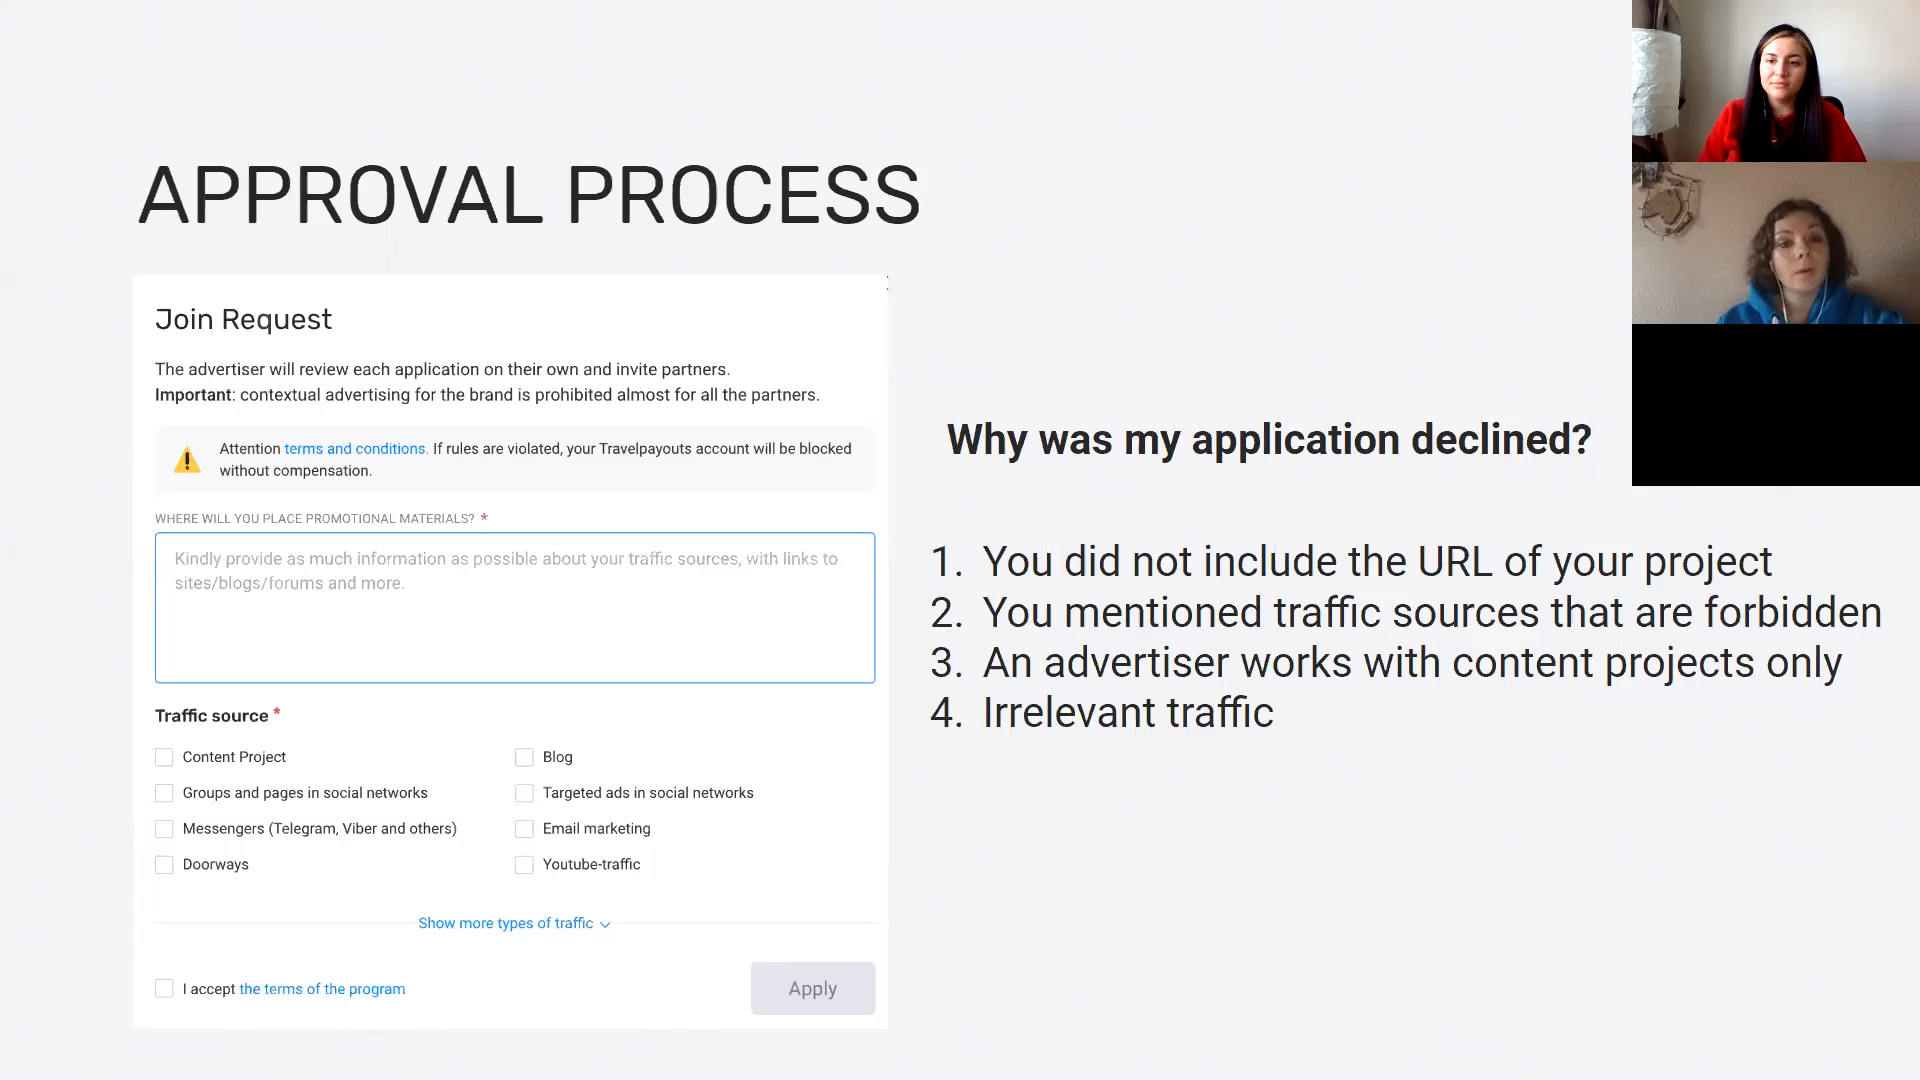 APPROVAL PROCESS
Join Request
The advertiser will review each application on their own and invite partners.
Important: contextual advertising for the brand is prohibited almost for all the partners.
Attention terms and conditions. If rules are violated, your Travelpayouts account will be blocked
without compensation.
WHERE WILL YOU PLACE PROMOTIONAL MATERIALS? *
Kindly provide as much information as possible about your traffic sources, with links to
sites/blogs/forums and more.
Traffic source *
Content Project
Blog
Groups and pages in social networks
Targeted ads in social networks
Messengers (Telegram, Viber and others)
Email marketing
Doorways
Youtube-traffic
Show more types of traffic
I accept the terms of the program
Apply
Why was my application declined?
1. You did not include the URL of your project
2. You mentioned traffic sources that are forbidden
3. An advertiser works with content projects only
4. Irrelevant traffic